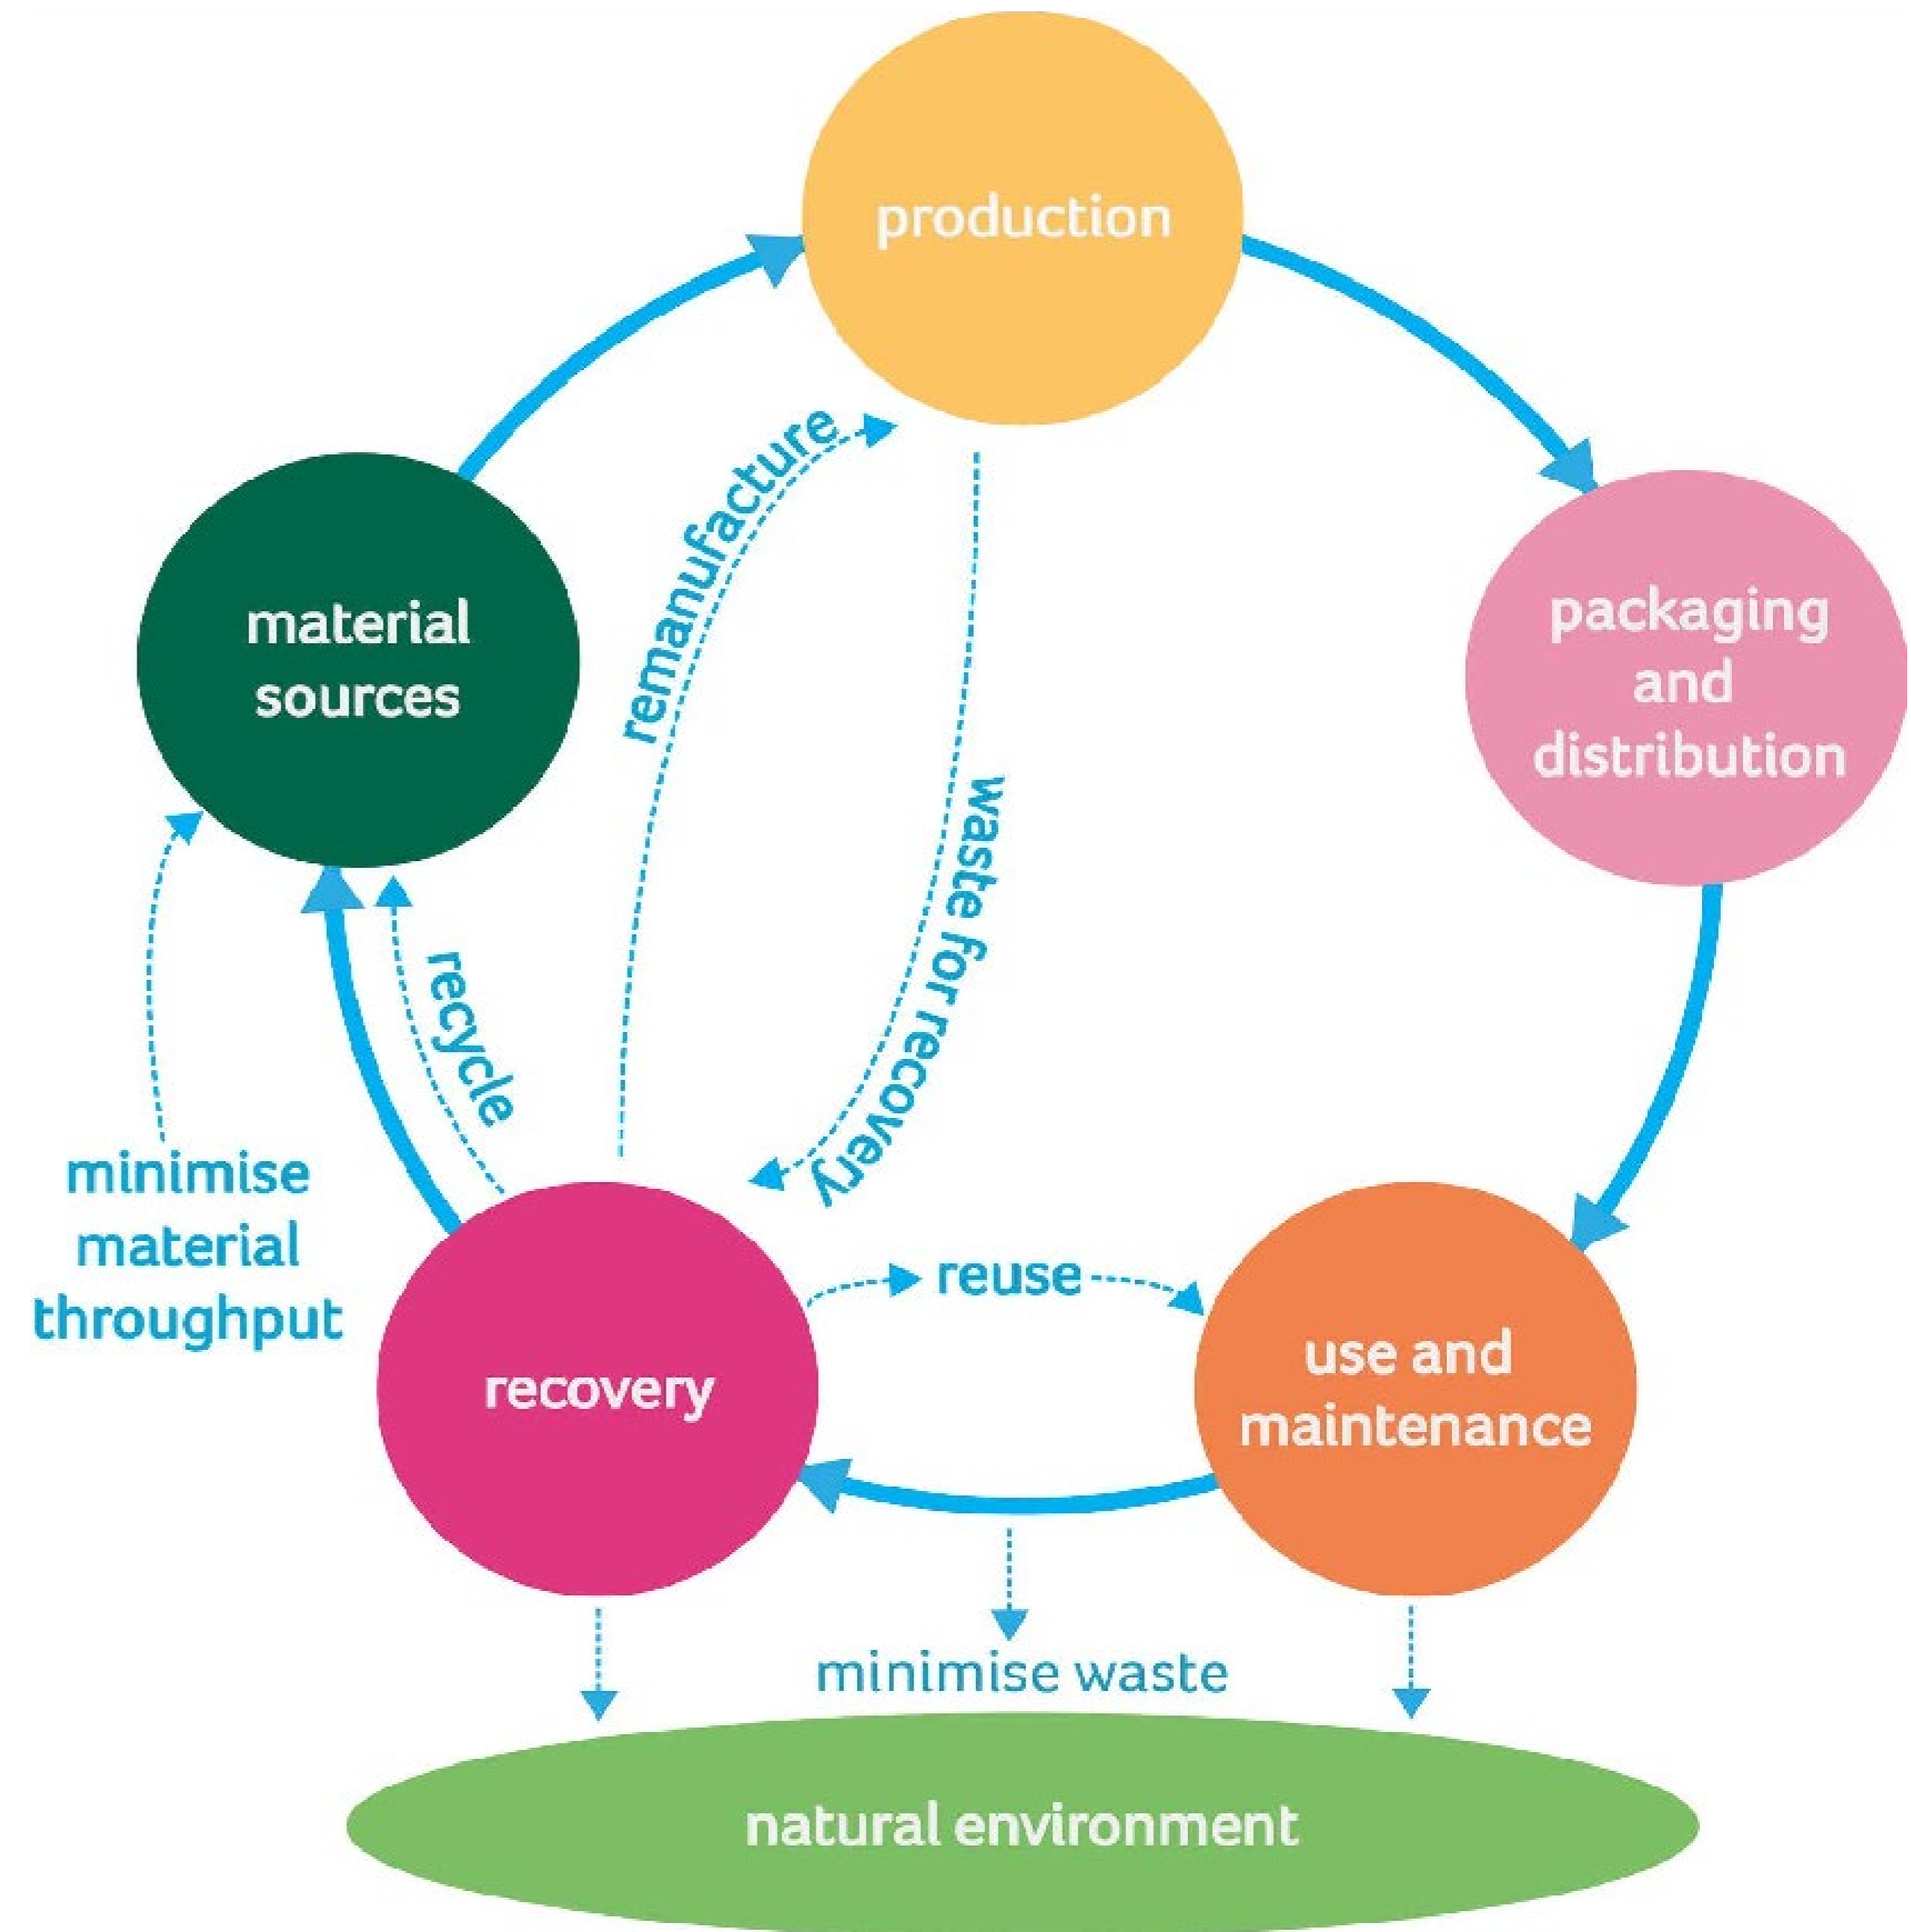 production
remanufacture
material
sources
packaging
and
distribution
waste for recovery
recycle
minimise
material
throughput
reuse
recovery
use and
maintenance
minimise waste
natural environment